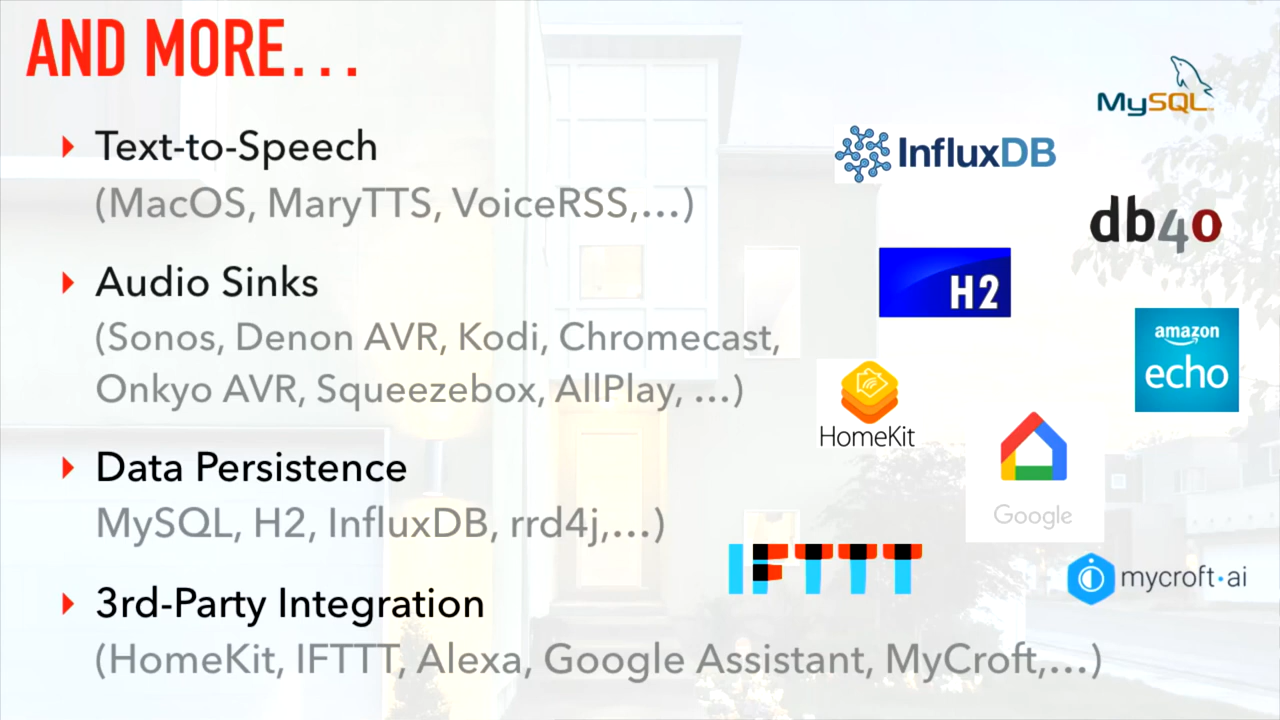 AND MORE...
Text-to-Speech
(MacOS, MaryTTS, VoiceRSS,...)
Audio Sinks
(Sonos, Denon AVR, Kodi, Chromecast,
Onkyo AVR, Squeezebox, AllPlay, ...)
Data Persistence
MySQL, H2, InfluxDB, rrd4j,...)
3rd-Party Integration
(HomeKit, IFTTT, Alexa, Google Assistant, MyCroft,...)
MySQL
InfluxDB
db4o
H2
amazon
echo
HomeKit
Google
IFTTT
mycroft·ai